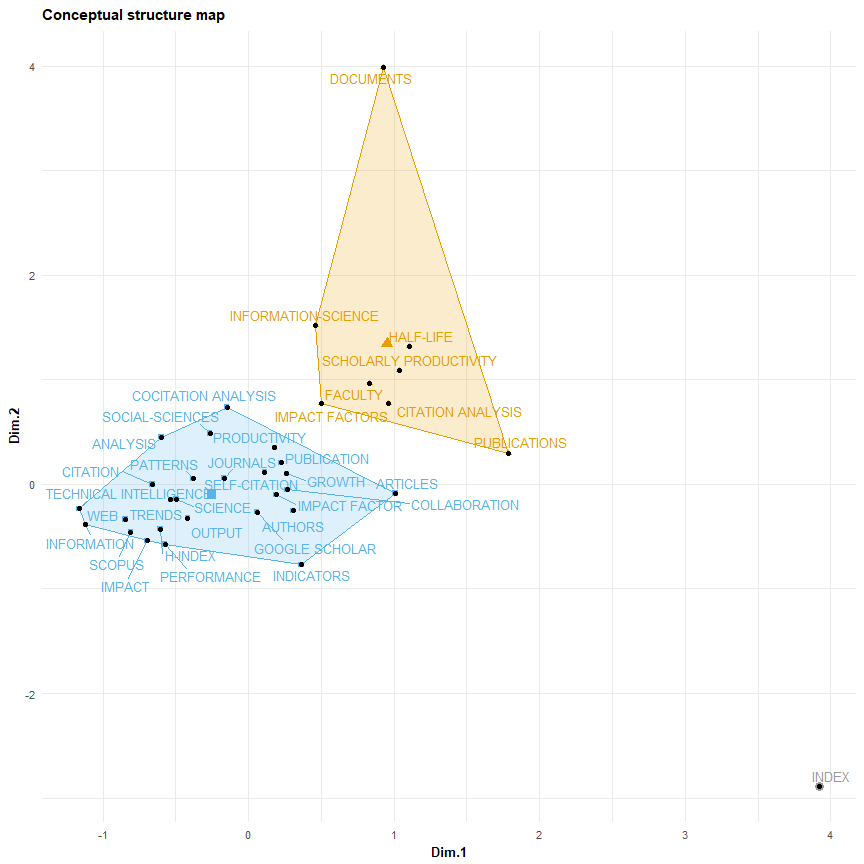 Conceptual structure map
4
DOCUMENTS
2
INFORMATION-SCIENCE
HALF-LIFE
SCHOLARLY PRODUCTIVITY
FACULTY
COCITATION ANALYSIS
IMPACT FACTORS
CITATION ANALYSIS
SOCIAL-SCIENCES
PRODUCTIVITY
PUBLICATIONS
ANALYSIS
PATTERNS
JOURNALS
PUBLICATION
CITATION
GROWTH
0
SELF-CITATION
ARTICLES
TECHNICAL INTELLIGENCE
SCIENCE
IMPACT FACTOR
COLLABORATION
WEB
TRENDS
AUTHORS
OUTPUT
INFORMATION
GOOGLE SCHOLAR
H-INDEX
SCOPUS
PERFORMANCE
INDICATORS
IMPACT
-2
INDEX
-1
0
1
2
3
4
Dim.1
Dim.2